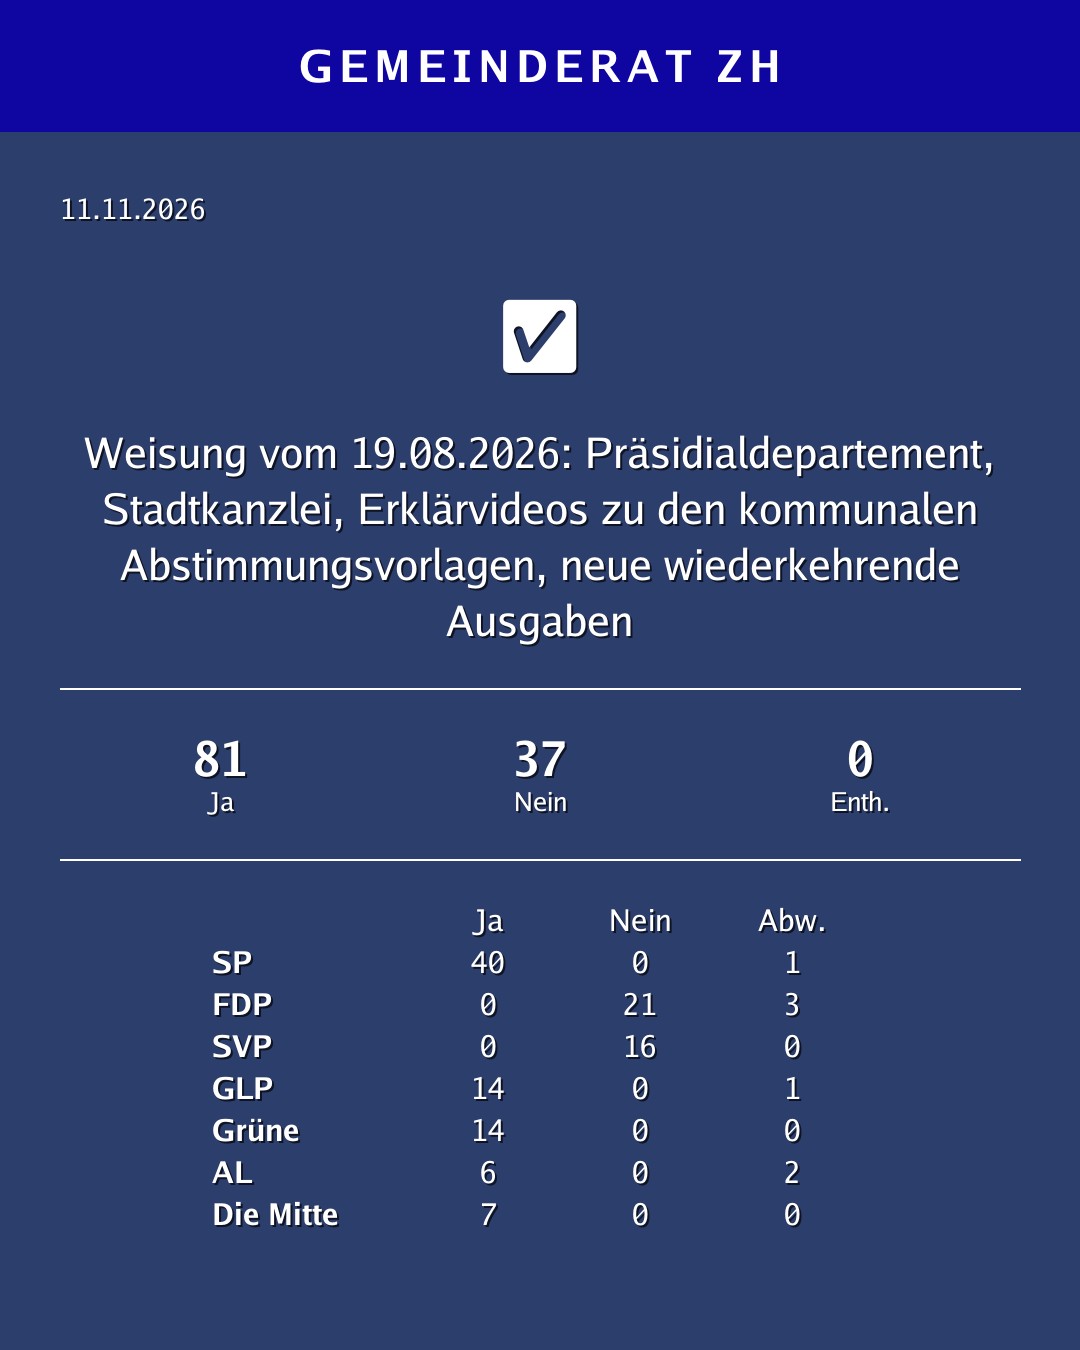 GEMEINDERAT ZH
11.11.2026
Weisung vom 19.08.2026: Präsidialdepartement,
Stadtkanzlei, Erklärvideos zu den kommunalen
Abstimmungsvorlagen, neue wiederkehrende
Ausgaben
81 37 0
Ja Nein Enth.
Ja Nein Abw.
SP 40 0 1
FDP 0 21 3
SVP 0 16 0
GLP 14 0 1
Grüne 14 0 0
AL 6 0 2
Die Mitte 7 0 0